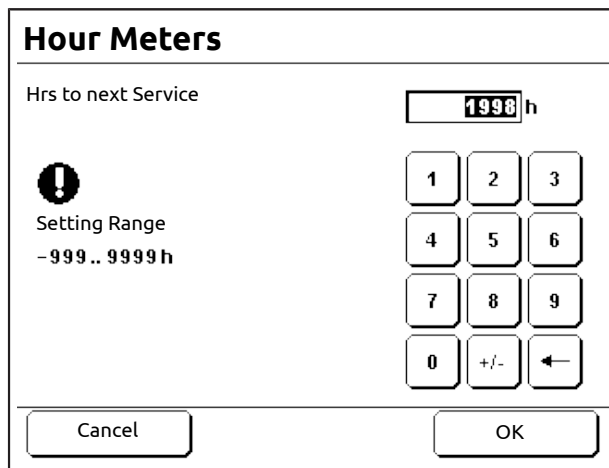 Hour Meters
Hrs to next Service
1998 h
Setting Range
-999.. 9999 h
1 2 3
4 5 6
7 8 9
0 +/- ←
Cancel OK